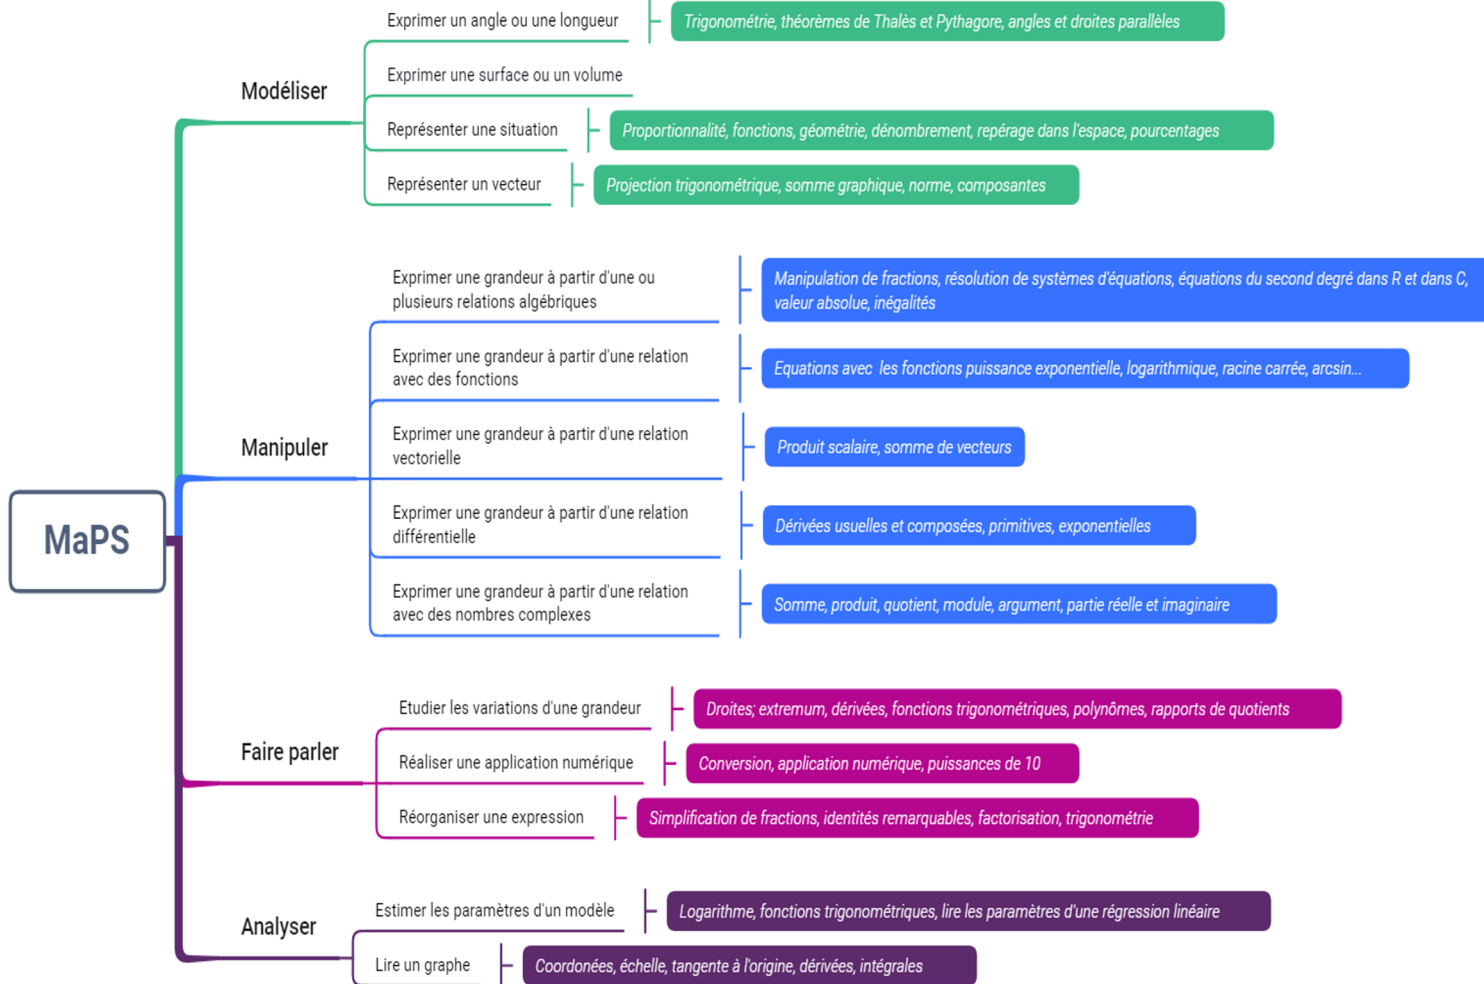 Exprimer un angle ou une longueur
Trigonométrie, théorèmes de Thalès et Pythagore, angles et droites parallèles
Modéliser
Exprimer une surface ou un volume
Représenter une situation
Proportionnalité, fonctions, géométrie, dénombrement, repérage dans l'espace, pourcentages
Représenter un vecteur
Projection trigonométrique, somme graphique, norme, composantes
Exprimer une grandeur à partir d'une ou
plusieurs relations algébriques
Manipulation de fractions, résolution de systèmes d'équations, équations du second degré dans R et dans C,
valeur absolue, inégalités
Exprimer une grandeur à partir d'une relation
avec des fonctions
Equations avec les fonctions puissance exponentielle, logarithmique, racine carrée, arcsin...
Manipuler
Exprimer une grandeur à partir d'une relation
vectorielle
Produit scalaire, somme de vecteurs
MaPS
Exprimer une grandeur à partir d'une relation
différentielle
Dérivées usuelles et composées, primitives, exponentielles
Exprimer une grandeur à partir d'une relation
avec des nombres complexes
Somme, produit, quotient, module, argument, partie réelle et imaginaire
Etudier les variations d'une grandeur
Droites; extremum, dérivées, fonctions trigonométriques, polynômes, rapports de quotients
Faire parler
Réaliser une application numérique
Conversion, application numérique, puissances de 10
Réorganiser une expression
Simplification de fractions, identités remarquables, factorisation, trigonométrie
Analyser
Estimer les paramètres d'un modèle
Logarithme, fonctions trigonométriques, lire les paramètres d'une régression linéaire
Lire un graphe
Coordonées, échelle, tangente à l'origine, dérivées, intégrales